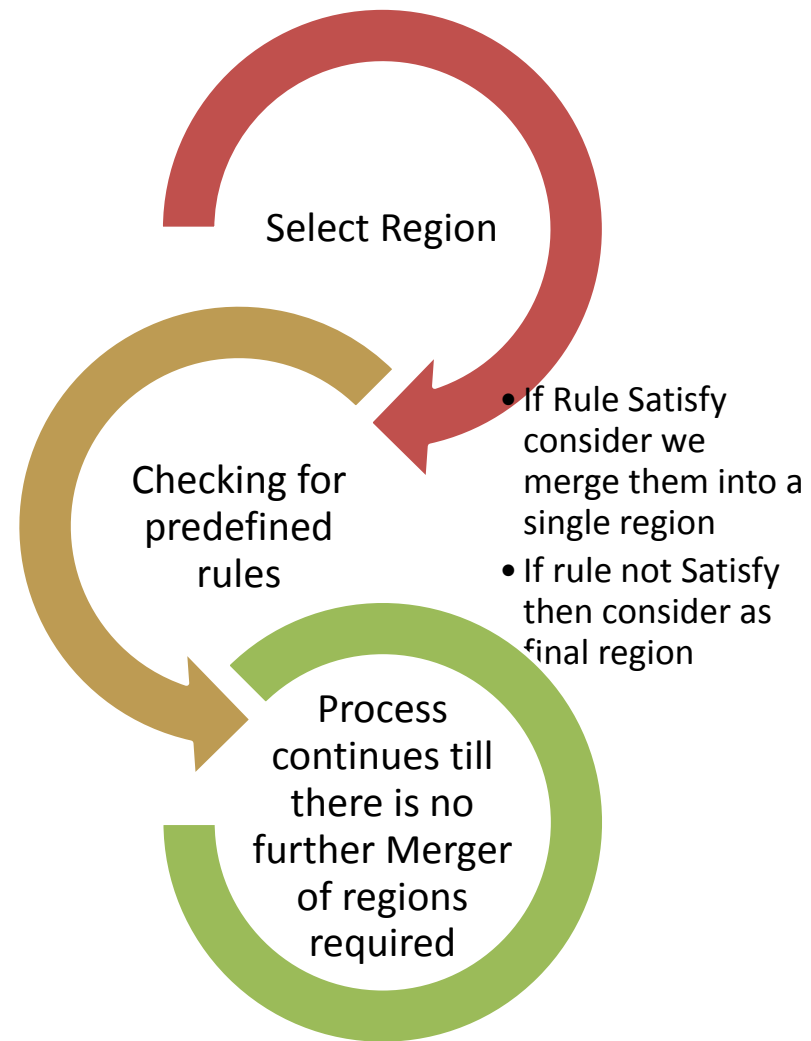 Select Region
Checking for
predefined
rules
• If Rule Satisfy
consider we
merge them into a
single region
• If rule not Satisfy
then consider as
final region
Process
continues till
there is no
further Merger
of regions
required